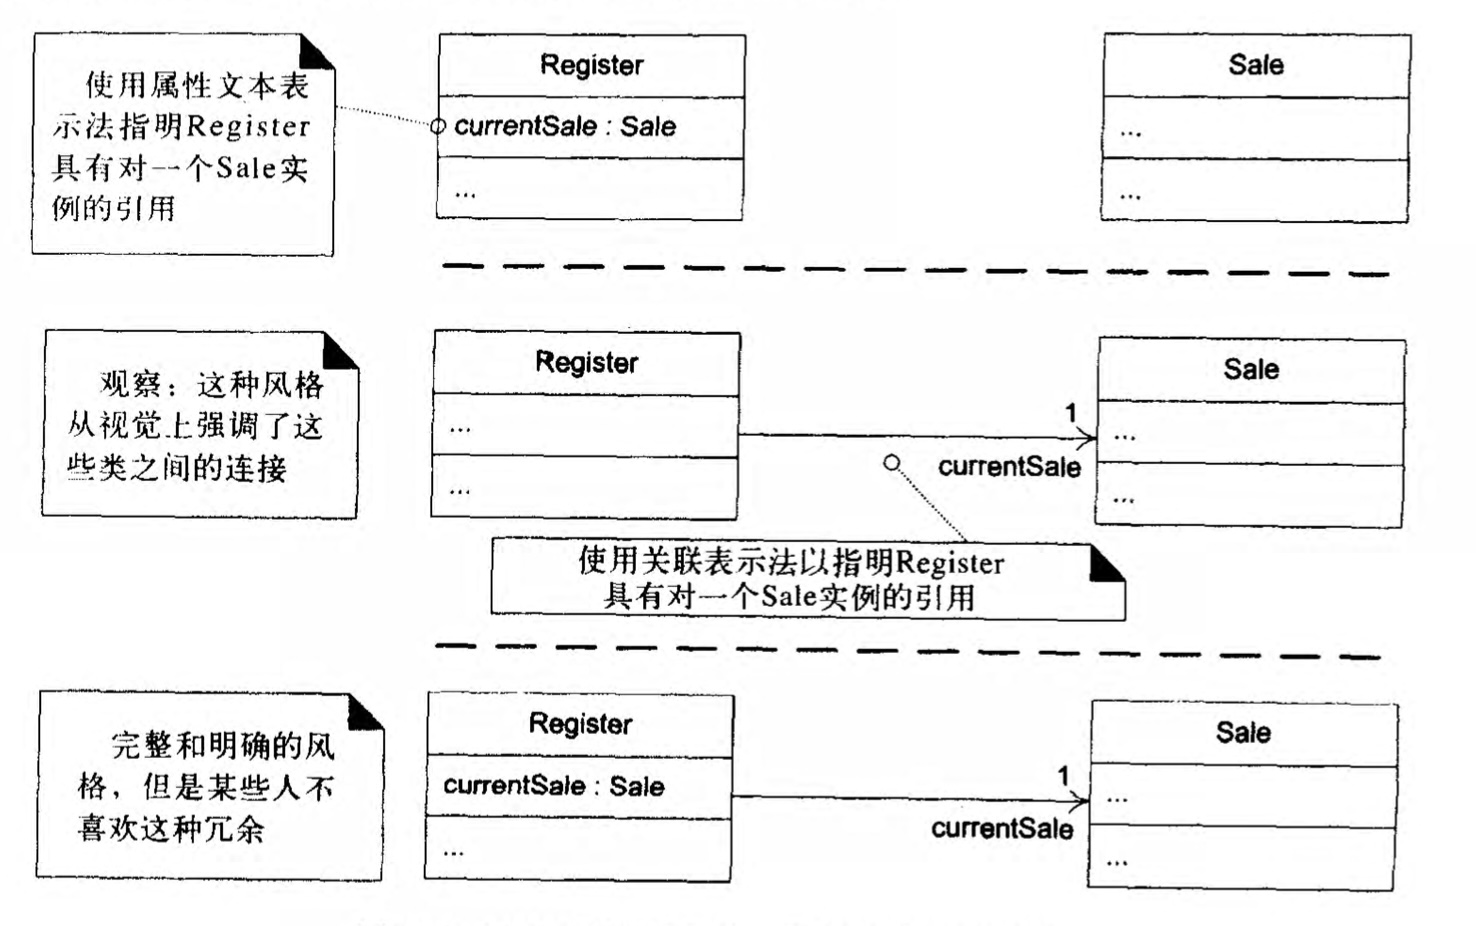 使用属性文本表
示法指明Register
具有对一个Sale实
例的引用
Register
currentSale : Sale
...
Sale
...
...
观察：这种风格
从视觉上强调了这
些类之间的连接
Register
...
...
1
currentSale
Sale
...
...
使用关联表示法以指明Register
具有对一个Sale实例的引用
完整和明确的风
格，但是某些人不
喜欢这种冗余
Register
currentSale : Sale
...
1
currentSale
Sale
...
...